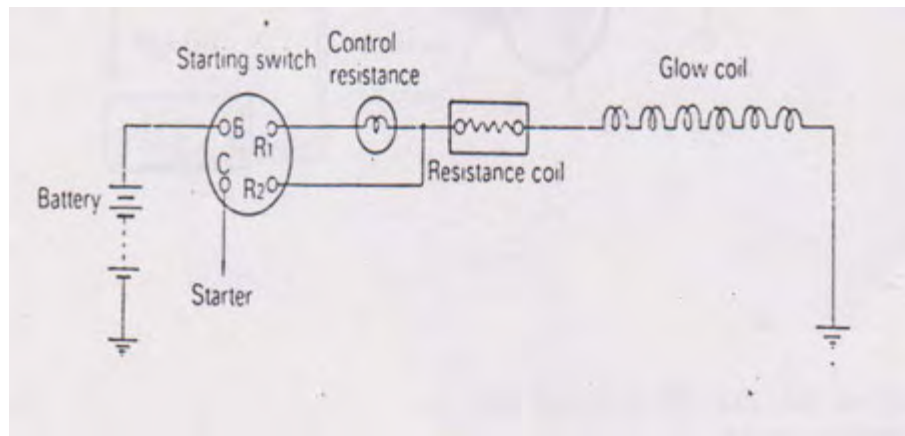 Control
resistance
Starting switch
Glow coil
B
R1
C
R2
Resistance coil
Battery
Starter